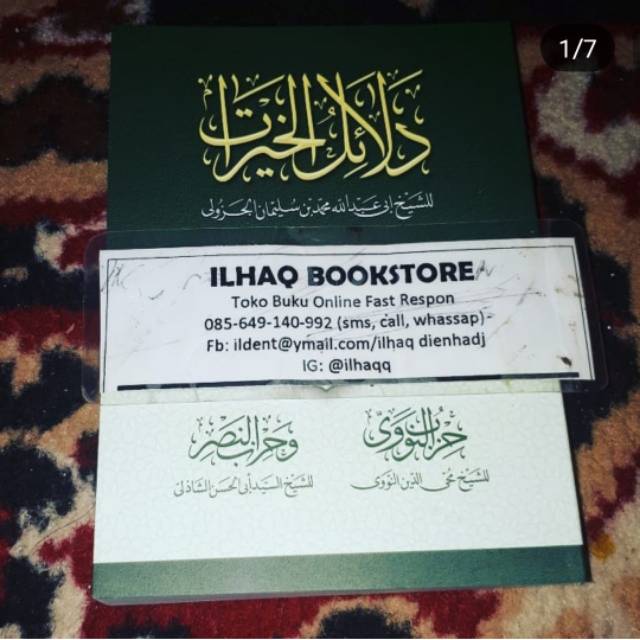 1/7
دلائل الخيرات
للشيخ ابي عبد الله محمد بن سليمان الجزولي
ILHAQ BOOKSTORE
Toko Buku Online Fast Respon
085-649-140-992 (sms, call, whassap)
Fb: ildent@ymail.com/ilhaq dienhadj
IG: @ilhaqq
حزب النووي
وحزب النصر
للشيخ محي الدين النووي
للشيخ السيد أبي الحسن الشاذلي